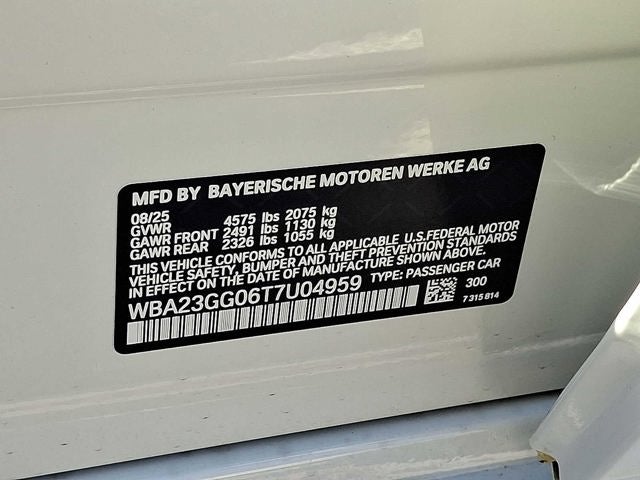 MFD BY BAYERISCHE MOTOREN WERKE AG
08/25
GVWR 4575 lbs 2075 kg
GAWR FRONT 2491 lbs 1130 kg
GAWR REAR 2326 lbs 1055 kg
THIS VEHICLE CONFORMS TO ALL APPLICABLE U.S.FEDERAL MOTOR
VEHICLE SAFETY, BUMPER AND THEFT PREVENTION STANDARDS
IN EFFECT ON THE DATE OF MANUFACTURE SHOWN ABOVE.
WBA23GG06T7U04959 TYPE: PASSENGER CAR
300
7 315 814